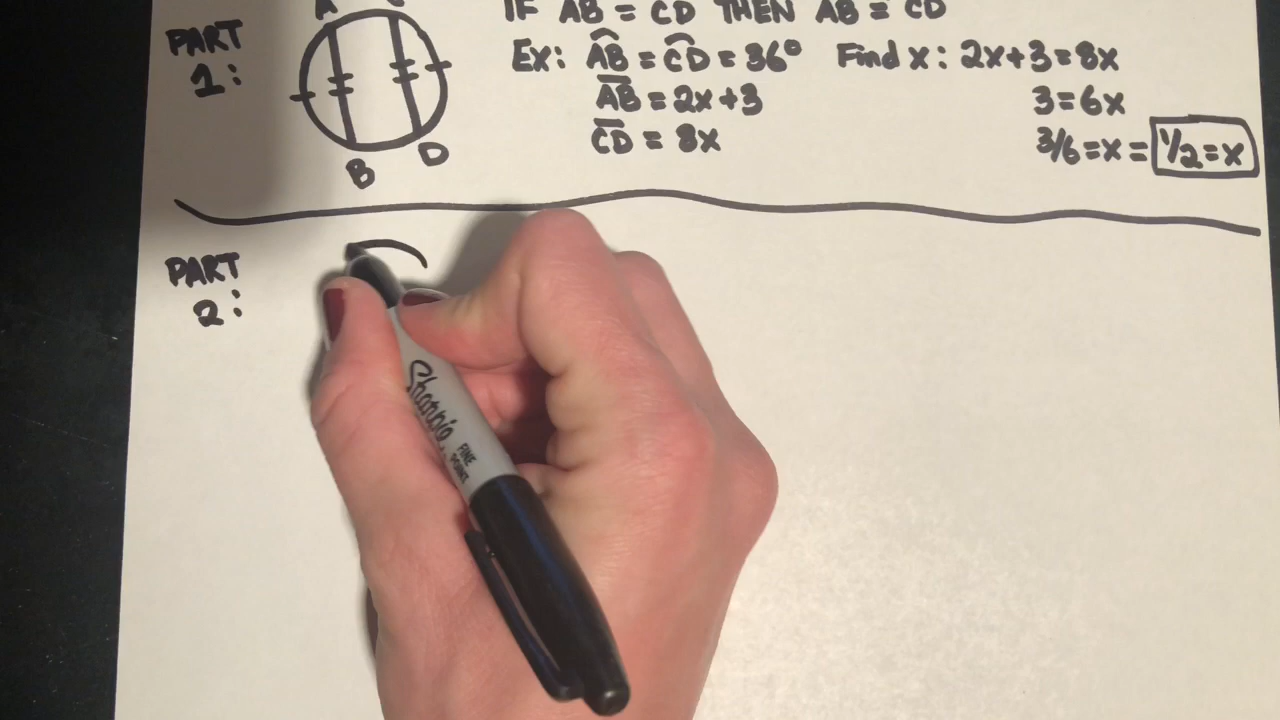 A C
IF AB = CD THEN AB = CD
PART
1:
Ex: AB = CD = 36° Find x: 2x+3=8x
AB = 2x+3 3=6x
CD = 8x 3/6=x= 1/2=x
B D
PART
2:
Sharpie
FINE
POINT